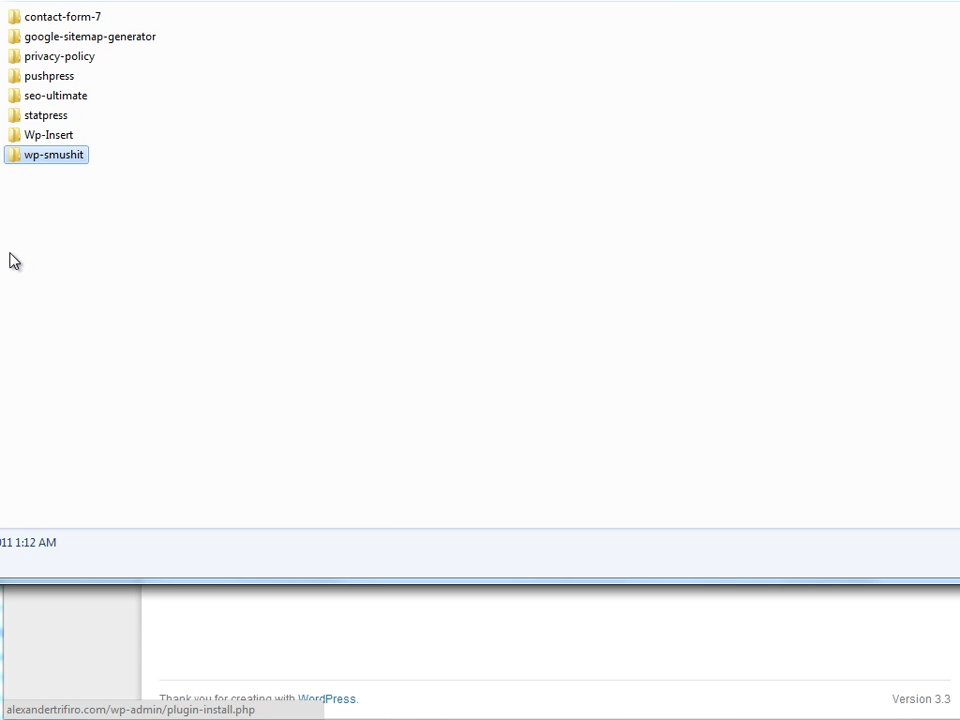 contact-form-7
google-sitemap-generator
privacy-policy
pushpress
seo-ultimate
statpress
Wp-Insert
wp-smushit
011 1:12 AM
Thank you for creating with WordPress.
Version 3.3
alexandertrifiro.com/wp-admin/plugin-install.php